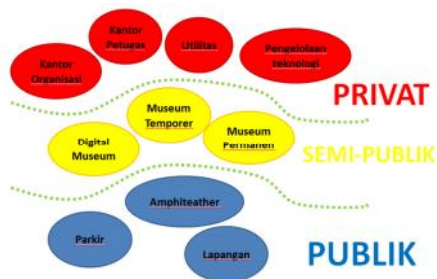 Kantor
Petugas
Utilitas
Kantor
Organisasi
Pengelolaan
teknologi
PRIVAT
Museum
Temporer
Digital
Museum
Museum
Permanen
SEMI-PUBLIK
Amphiteather
Parkir
Lapangan
PUBLIK